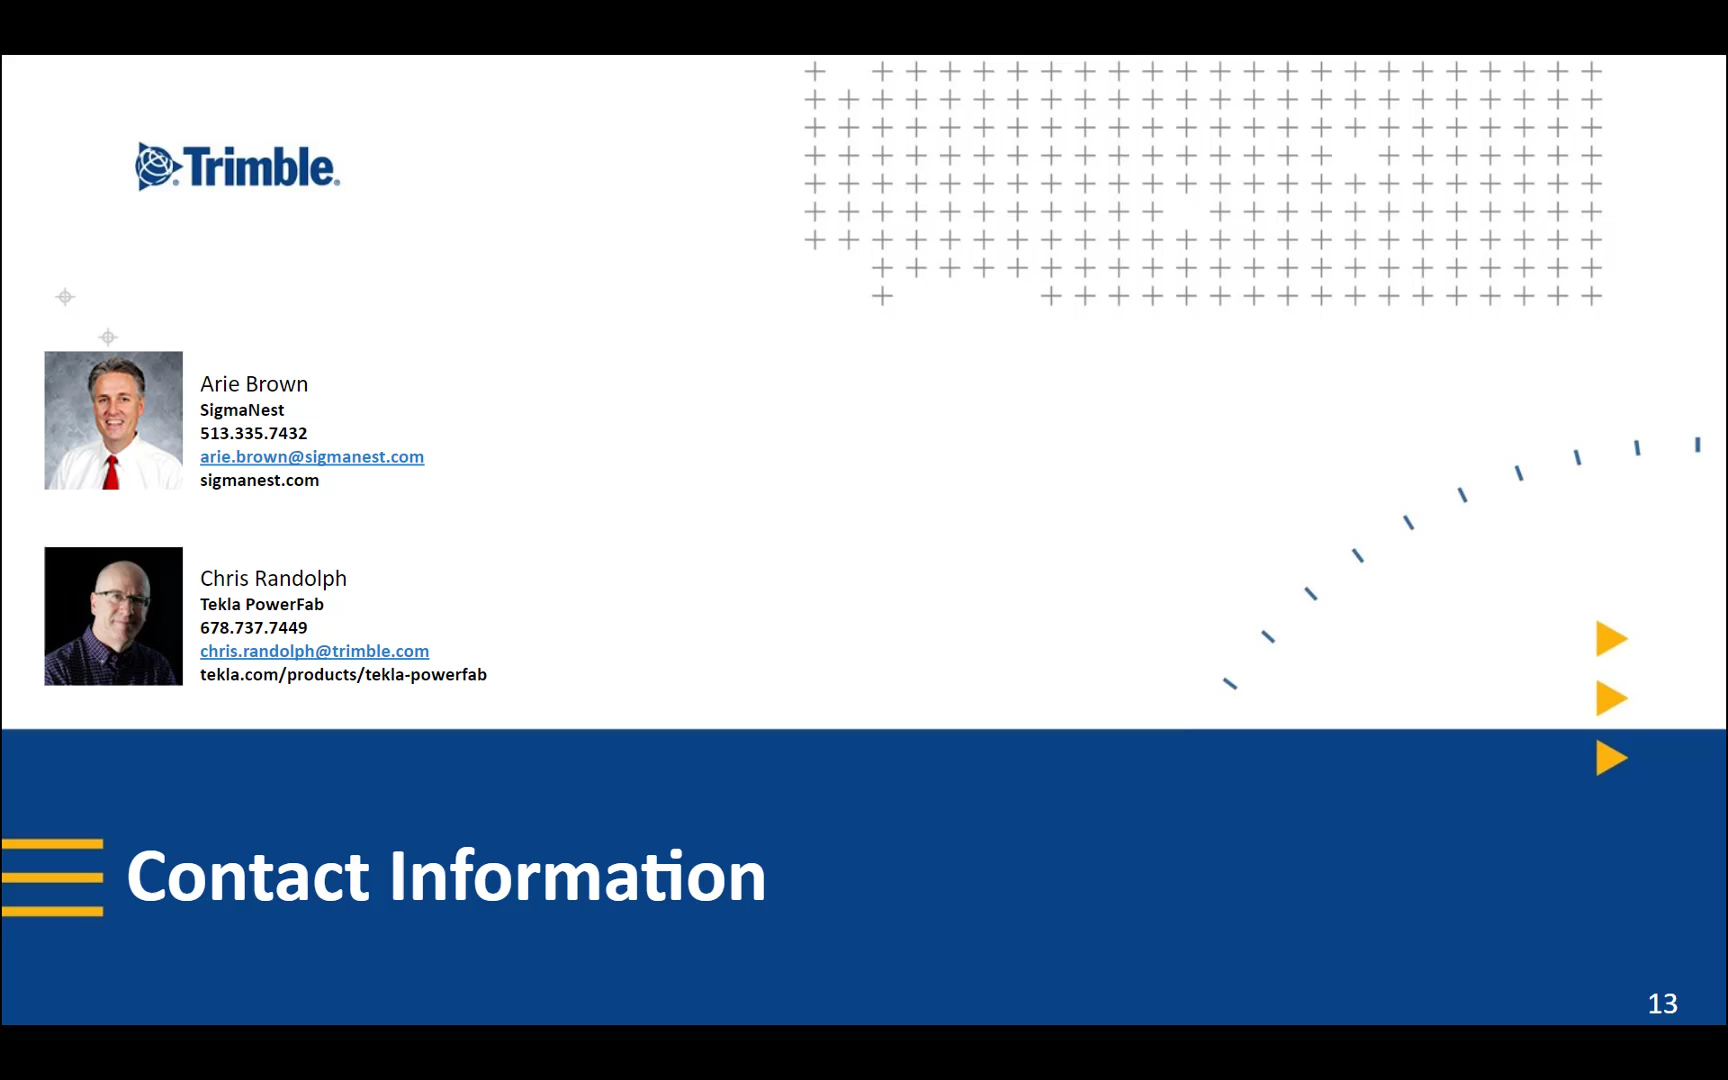 Trimble®
Arie Brown
SigmaNest
513.335.7432
arie.brown@sigmanest.com
sigmanest.com
Chris Randolph
Tekla PowerFab
678.737.7449
chris.randolph@trimble.com
tekla.com/products/tekla-powerfab
Contact Information
13